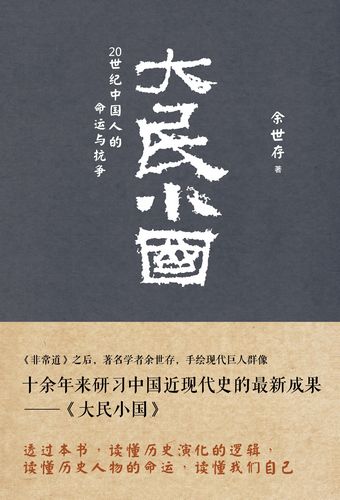 大民小國
20世纪中国人的
命运与抗争
余世存 著
《非常道》之后，著名学者余世存，手绘现代巨人群像
十余年来研习中国近现代史的最新成果
——《大民小国》
透过本书，读懂历史演化的逻辑，
读懂历史人物的命运，读懂我们自己